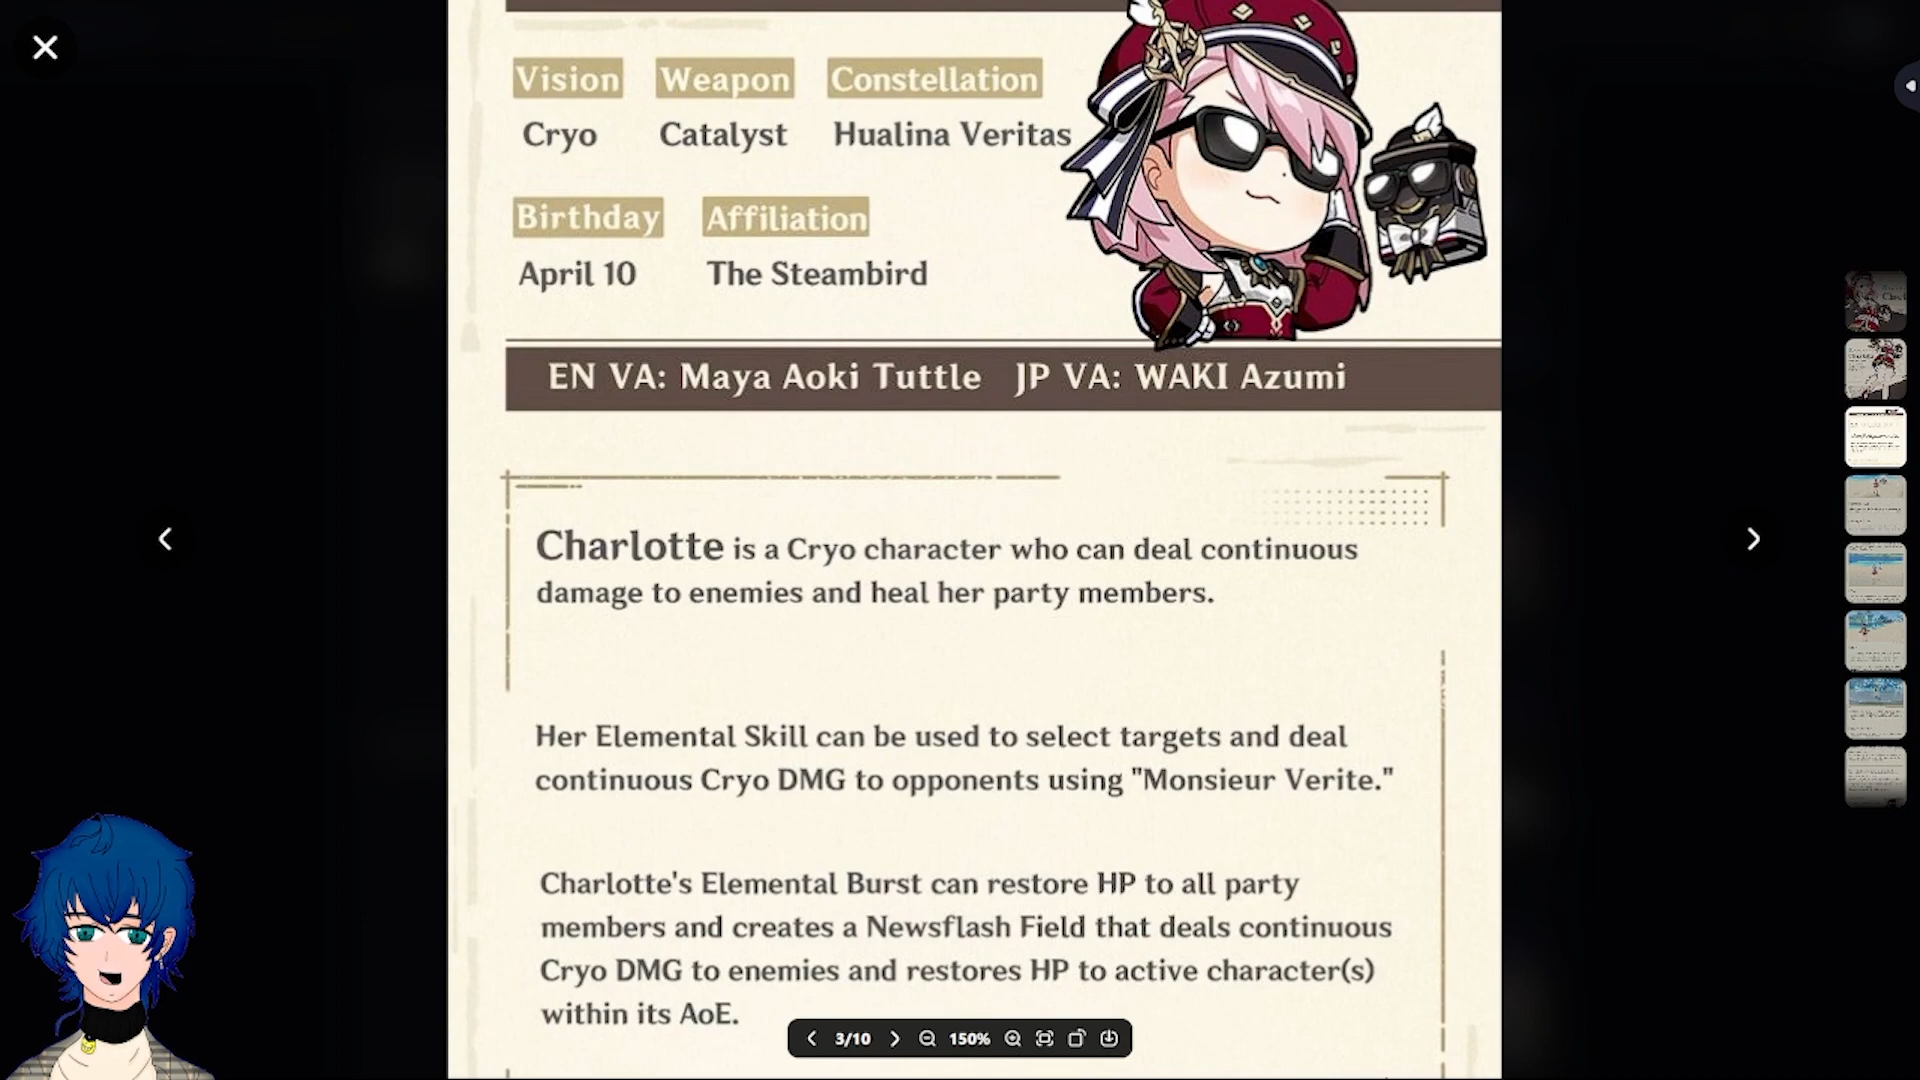 Vision Weapon Constellation
Cryo Catalyst Hualina Veritas
Birthday Affiliation
April 10 The Steambird
EN VA: Maya Aoki Tuttle JP VA: WAKI Azumi
Charlotte is a Cryo character who can deal continuous
damage to enemies and heal her party members.
Her Elemental Skill can be used to select targets and deal
continuous Cryo DMG to opponents using "Monsieur Verite."
Charlotte's Elemental Burst can restore HP to all party
members and creates a Newsflash Field that deals continuous
Cryo DMG to enemies and restores HP to active character(s)
within its AoE.
3/10 150%